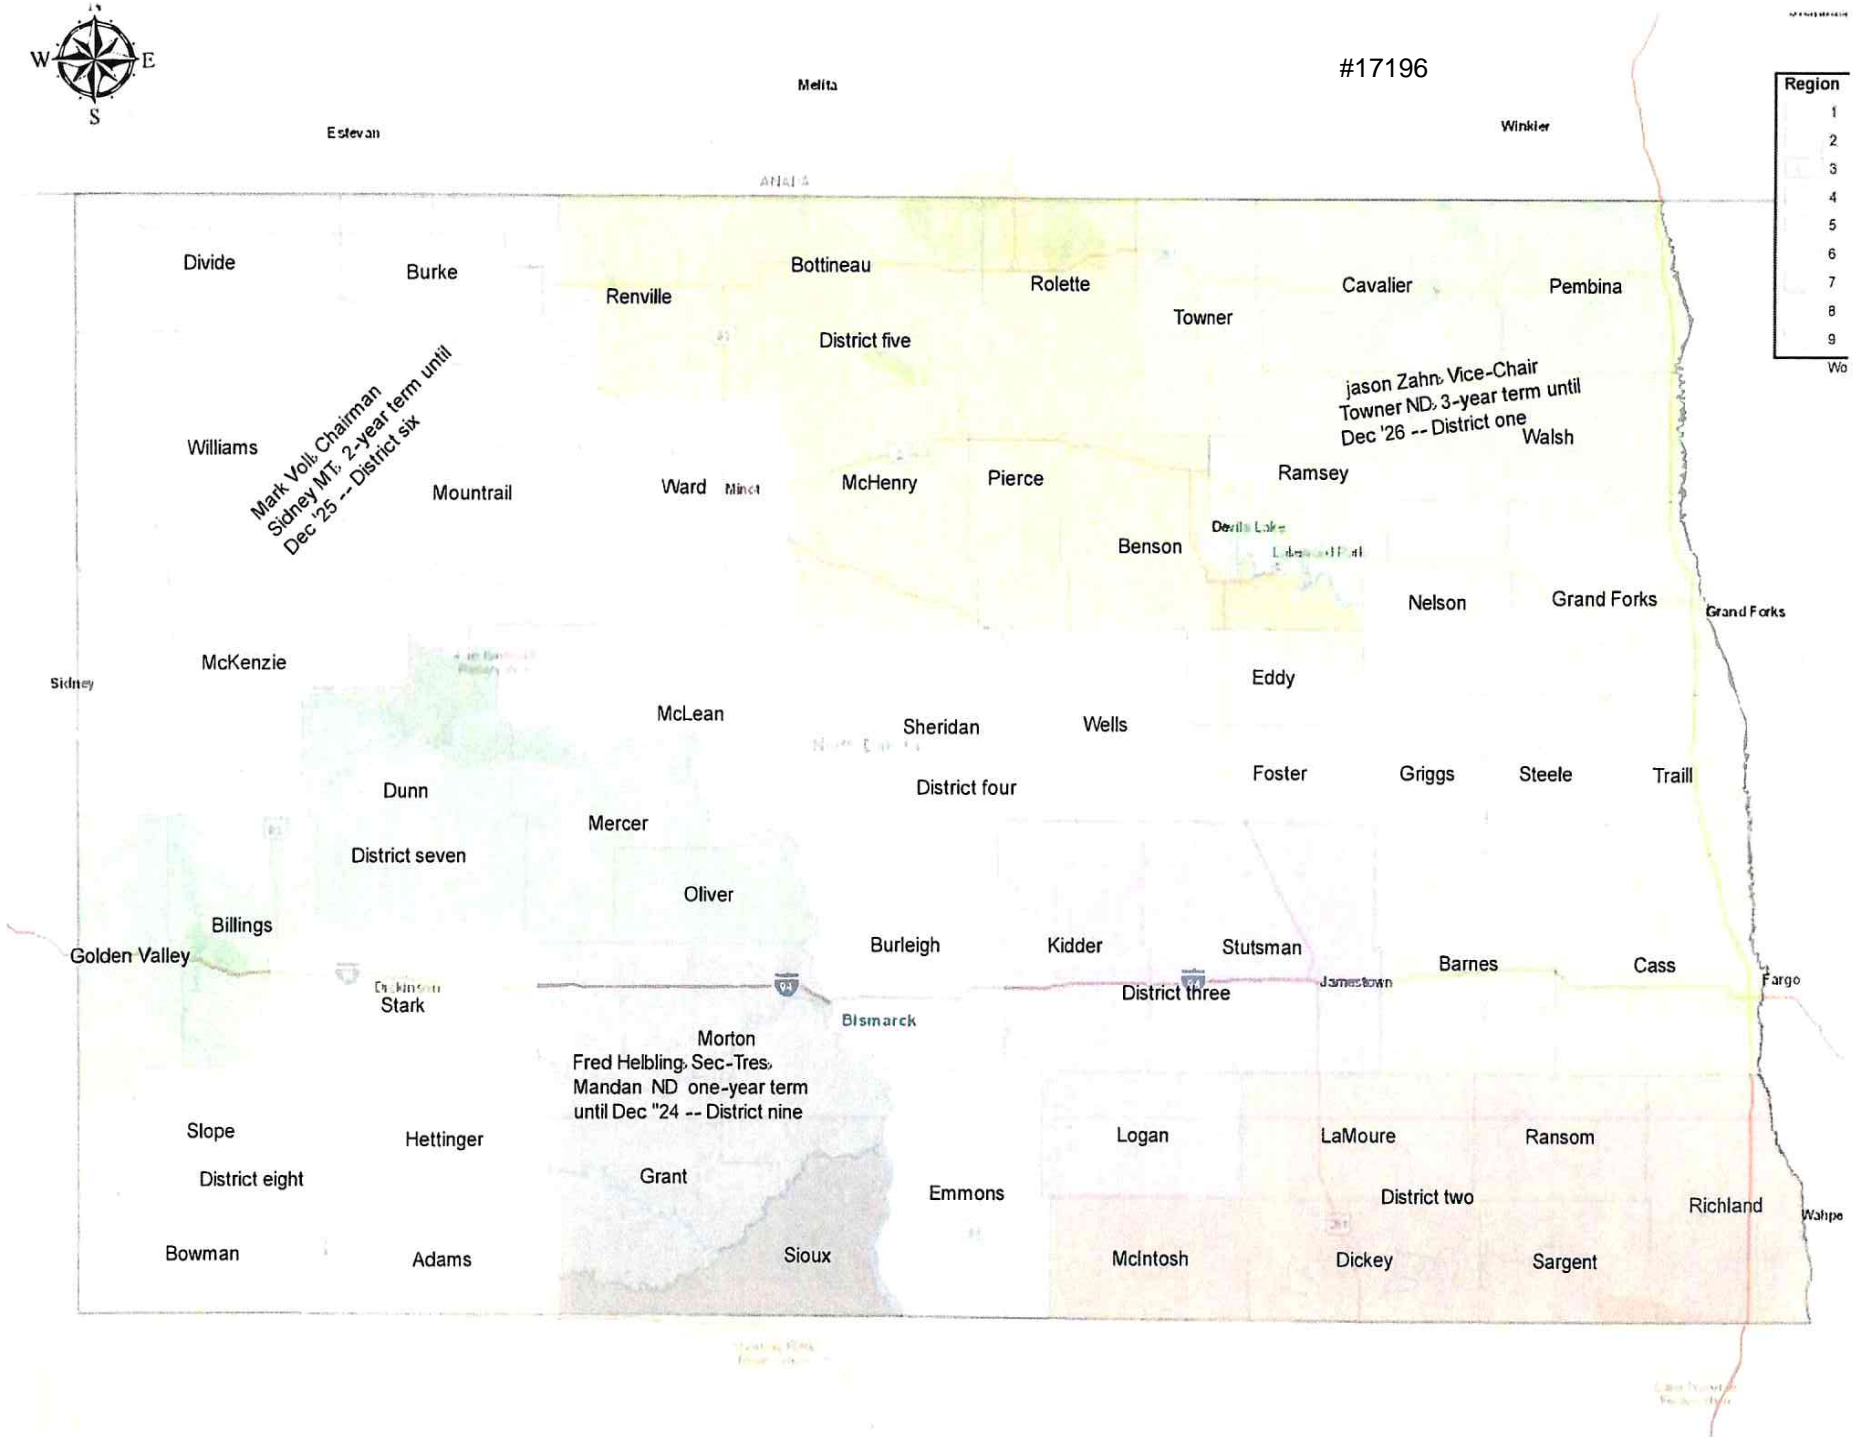 N
W E
S
#17196
Region
1
2
3
4
5
6
7
8
9
Wo
Melita
Estevan
Winkler
Divide
Burke
Renville
Bottineau
Rolette
Towner
Cavalier
Pembina
District five
Mark Voll, Chairman
Sidney MT, 2-year term until
Dec '25 -- District six
jason Zahn, Vice-Chair
Towner ND, 3-year term until
Dec '26 -- District one
Walsh
Williams
Mountrail
Ward
Minot
McHenry
Pierce
Ramsey
Devils Lake
Benson
Nelson
Grand Forks
Grand Forks
McKenzie
Sidney
Eddy
McLean
Sheridan
Wells
District four
Foster
Griggs
Steele
Traill
Dunn
Mercer
District seven
Oliver
Billings
Golden Valley
Burleigh
Kidder
Stutsman
Barnes
Cass
Dickinson
Stark
94
94
Jamestown
Fargo
District three
Bismarck
Morton
Fred Helbling, Sec-Tres,
Mandan ND one-year term
until Dec "24 -- District nine
Slope
Hettinger
Logan
LaMoure
Ransom
District eight
Grant
Emmons
District two
Richland
Wahpe
Bowman
Adams
Sioux
McIntosh
Dickey
Sargent